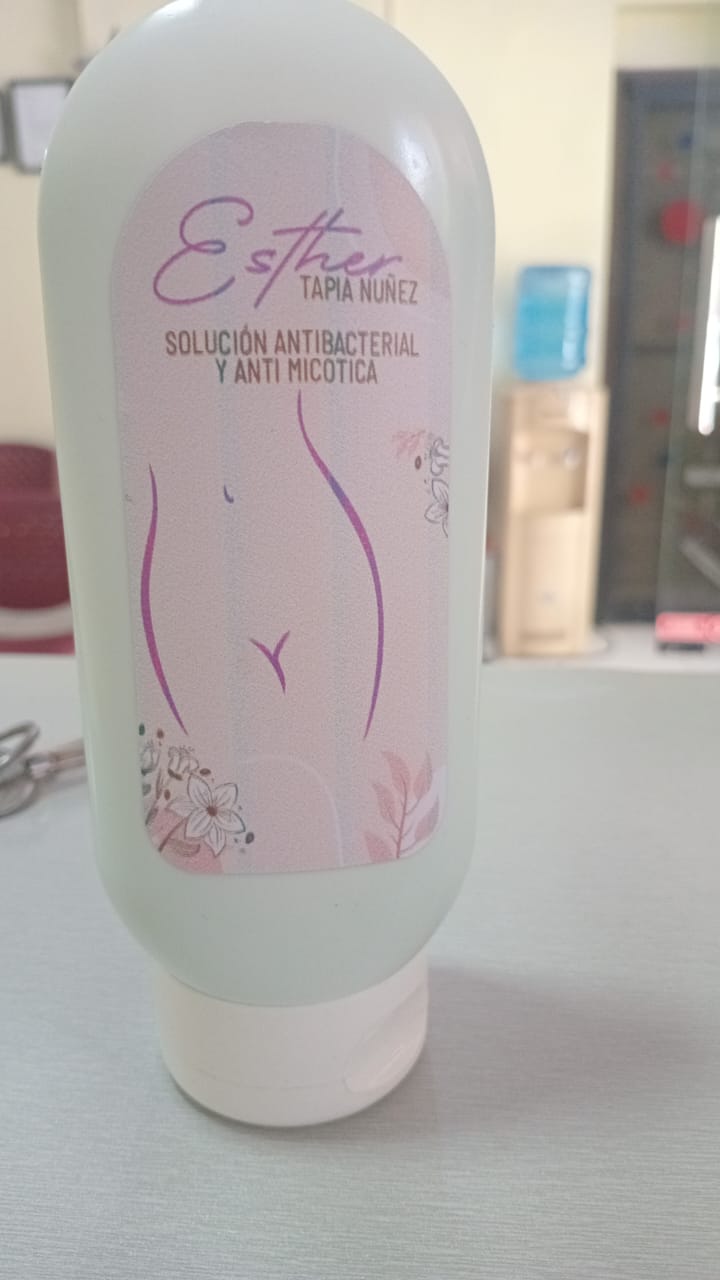 Esther
TAPIA NUÑEZ
SOLUCIÓN ANTIBACTERIAL
Y ANTI MICOTICA